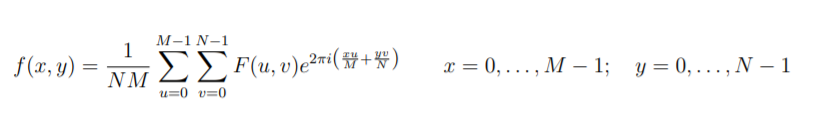 f(x, y) = \frac{1}{NM} \sum_{u=0}^{M-1} \sum_{v=0}^{N-1} F(u, v) e^{2\pi i \left( \frac{xu}{M} + \frac{yv}{N} \right)} \quad x = 0, \ldots, M - 1; \quad y = 0, \ldots, N - 1